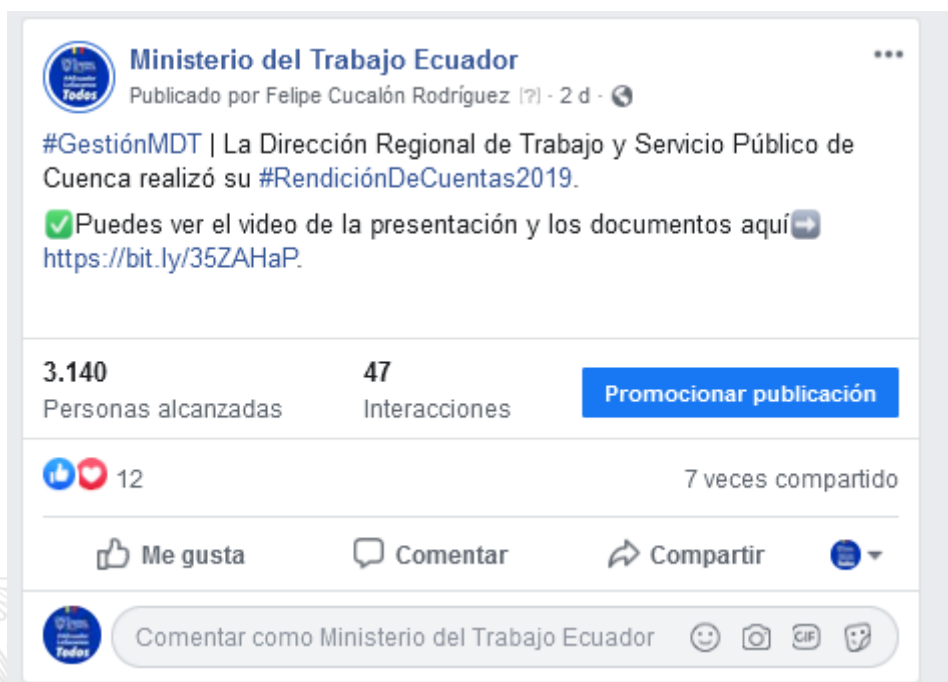 Ministerio del Trabajo Ecuador
Publicado por Felipe Cucalón Rodríguez [?] · 2 d ·
#GestiónMDT | La Dirección Regional de Trabajo y Servicio Público de
Cuenca realizó su #RendiciónDeCuentas2019.
✅Puedes ver el video de la presentación y los documentos aquí➡
https://bit.ly/35ZAHaP.
3.140
Personas alcanzadas
47
Interacciones
Promocionar publicación
12
7 veces compartido
Me gusta
Comentar
Compartir
Todos
Comentar como Ministerio del Trabajo Ecuador
GIF